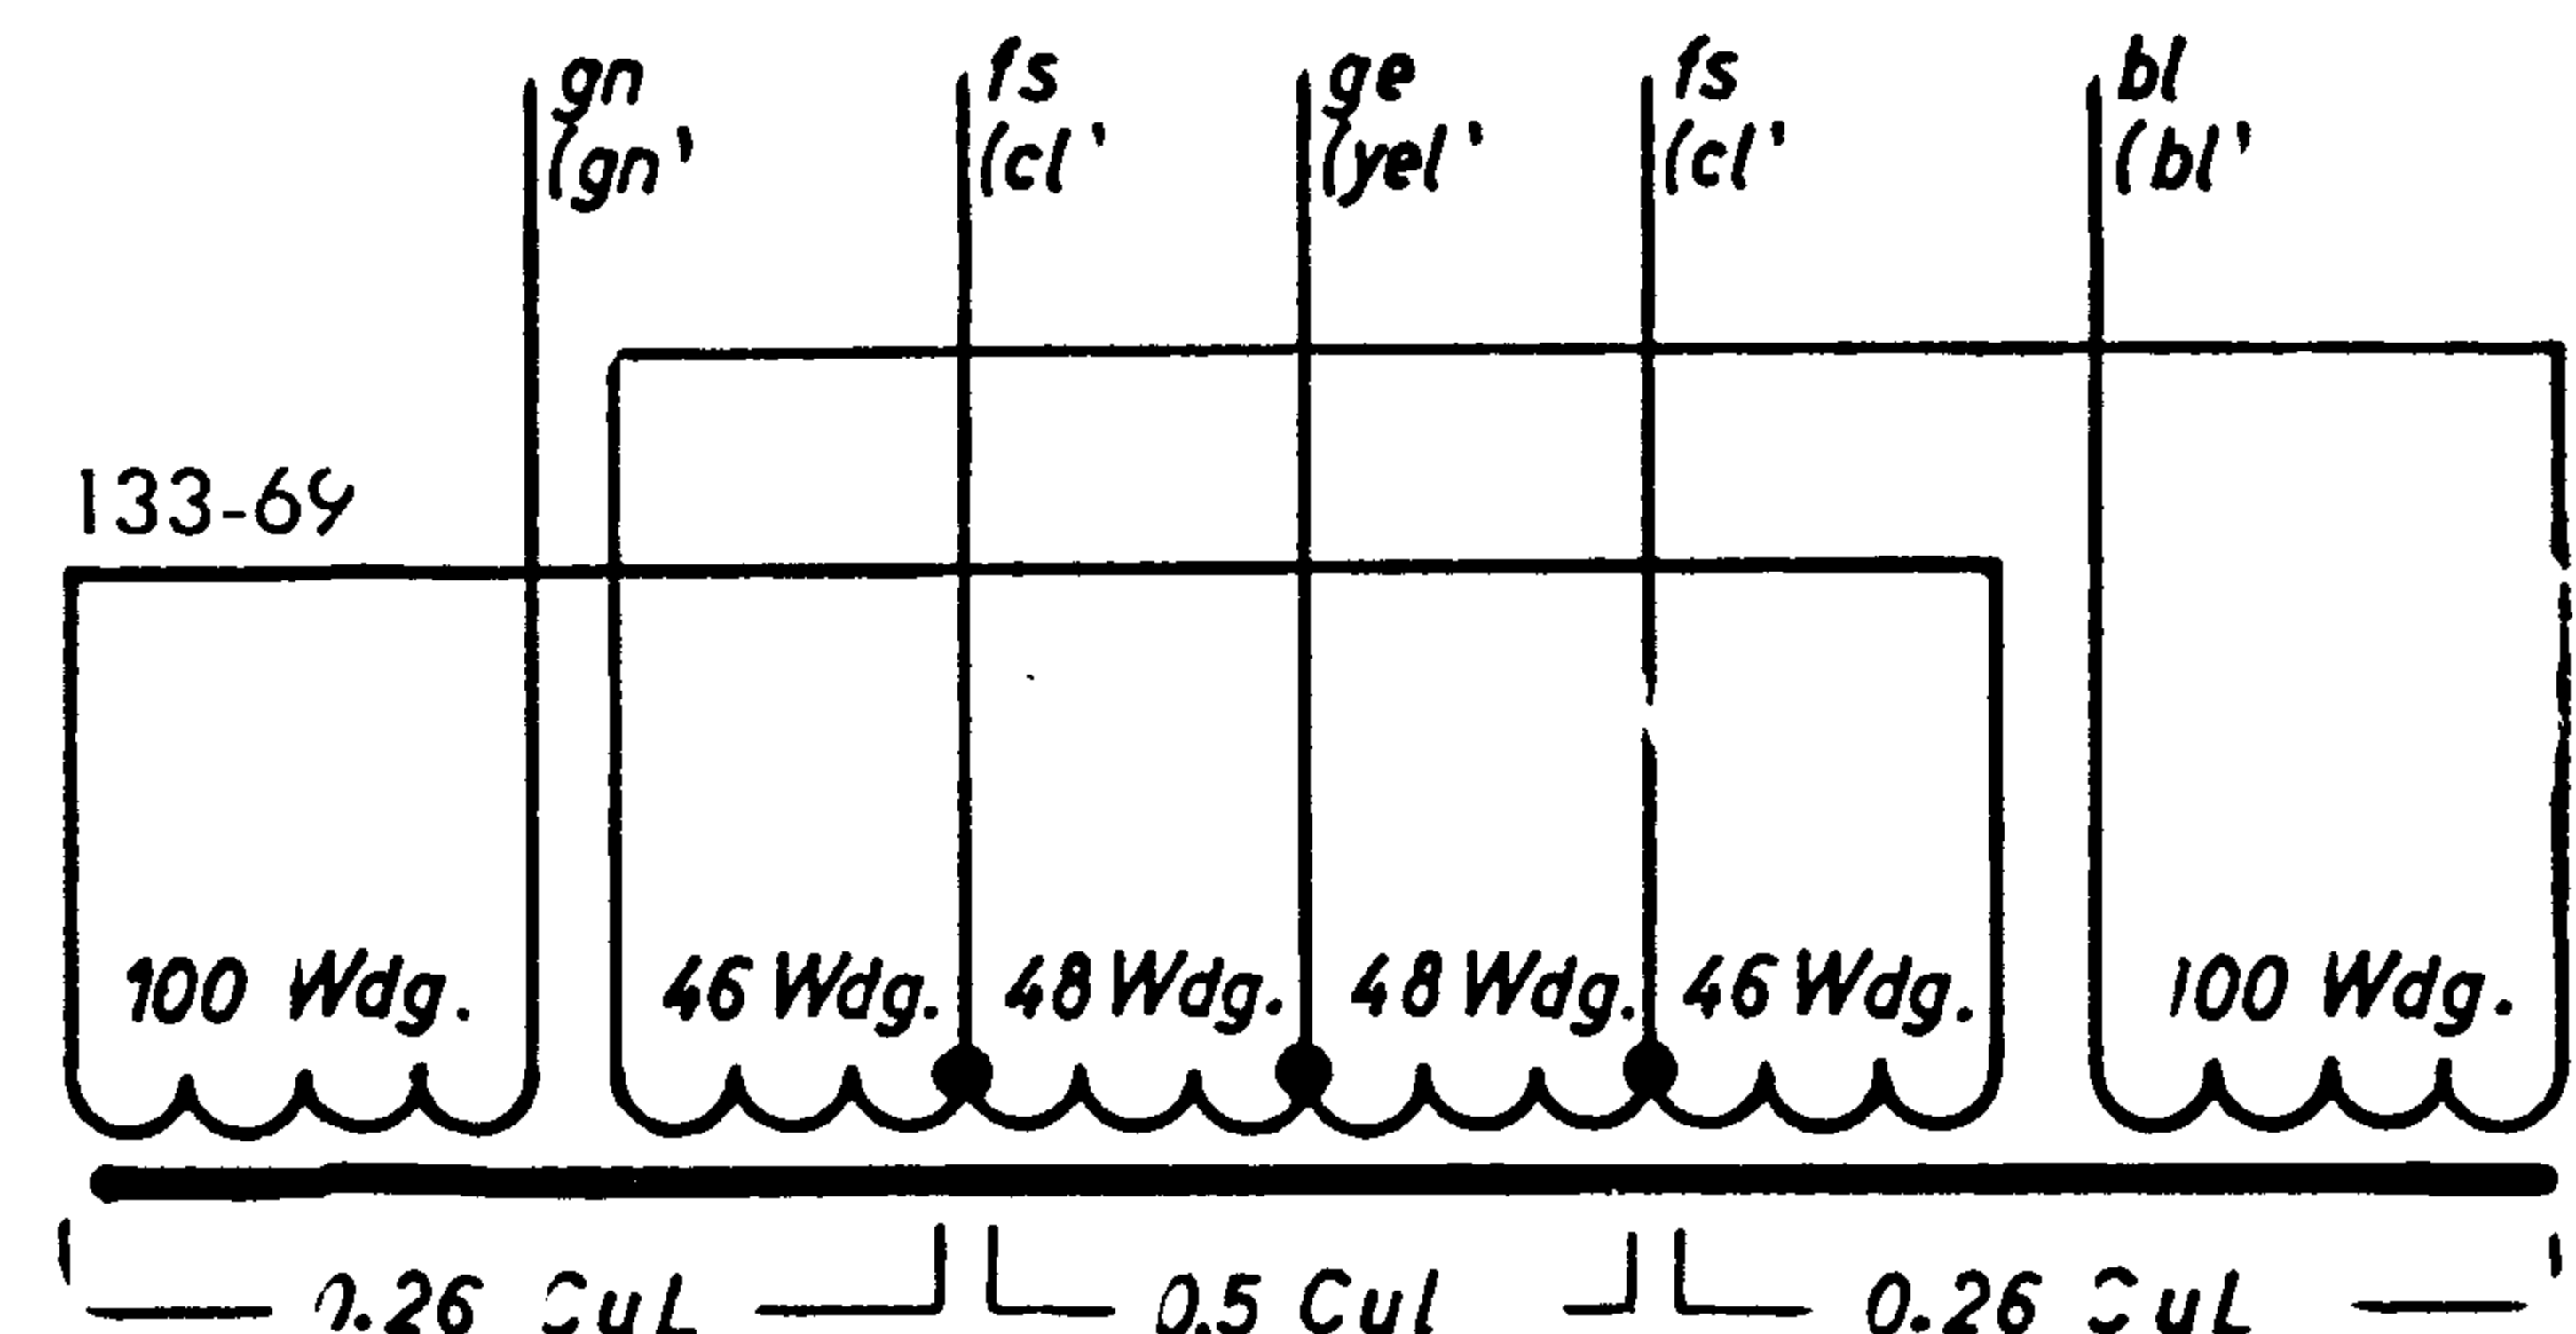 gn fs ge fs bl
(gn' (cl' (yel' (cl' (bl'
133-69
100 Wdg. 46 Wdg. 48 Wdg. 48 Wdg. 46 Wdg. 100 Wdg.
0.26 CuL 0.5 Cul 0.26 CuL